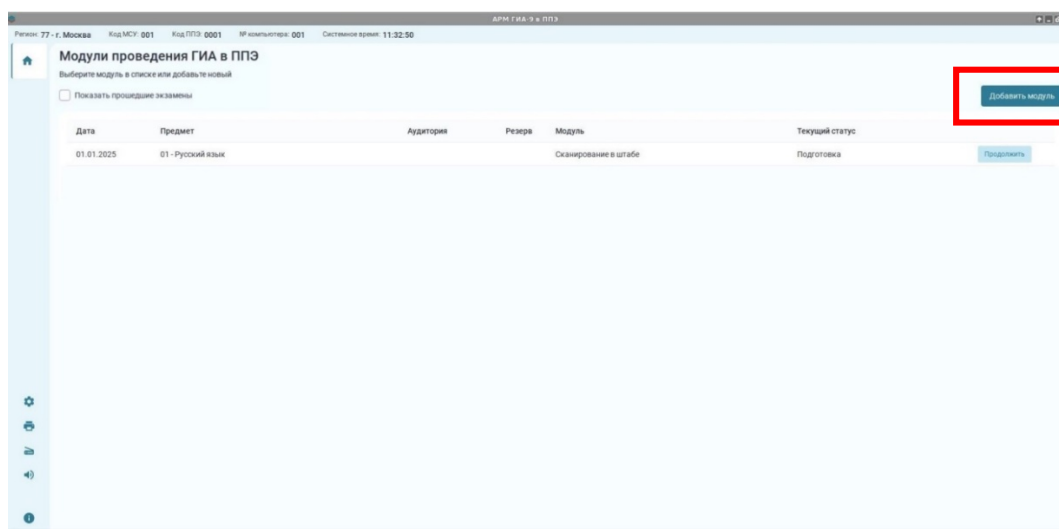 АРМ ГИА-9 в ППЭ
Регион: 77 - г. Москва Код МСУ: 001 Код ППЭ: 0001 № компьютера: 001 Системное время: 11:32:50
Модули проведения ГИА в ППЭ
Выберите модуль в списке или добавьте новый
Показать прошедшие экзамены
Добавить модуль
Дата Предмет Аудитория Резерв Модуль Текущий статус
01.01.2025 01 - Русский язык Сканирование в штабе Подготовка Продолжить